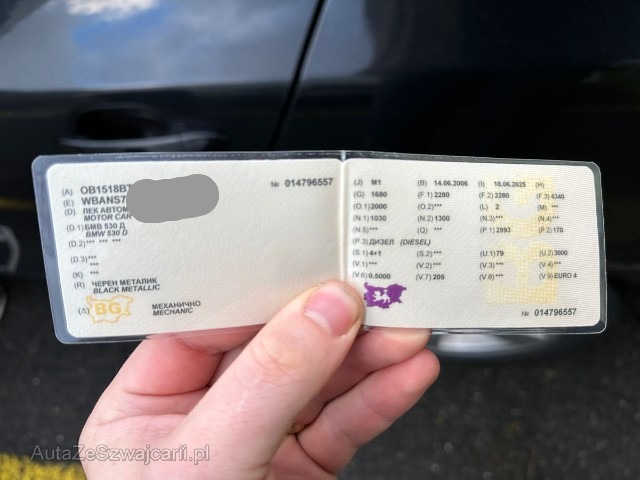 № 014796557
(A) OB1518BT
(E) WBANS7
(D) ЛЕК АВТОМ
MOTOR CAR
(D.1) БМВ 530 Д
BMW 530 D
(D.2) *** *** ***
(D.3) ***
***
(K) ***
(R) ЧЕРЕН МЕТАЛИК
BLACK METALLIC
BG
(Δ) МЕХАНИЧНО
MECHANIC
(J) M1 (B) 14.06.2006 (I) 10.06.2025 (H)
(G) 1680 (F.1) 2280 (F.2) 2280 (F.3) 4340
(O.1) 2000 (O.2) *** (L) 2 (M) ***
(N.1) 1030 (N.2) 1300 (N.3) *** (N.4) ***
(N.5) *** (Q) *** (P.1) 2993 (P.2) 170
(P.3) ДИЗЕЛ (DIESEL)
(S.1) 4+1 (S.2) *** (U.1) 79 (U.2) 3000
(V.1) *** (V.2) *** (V.3) *** (V.4) ***
(V.6) 0.5000 (V.7) 205 (V.8) *** (V.9) EURO 4
№ 014796557
AutaZeSzwajcarii.pl